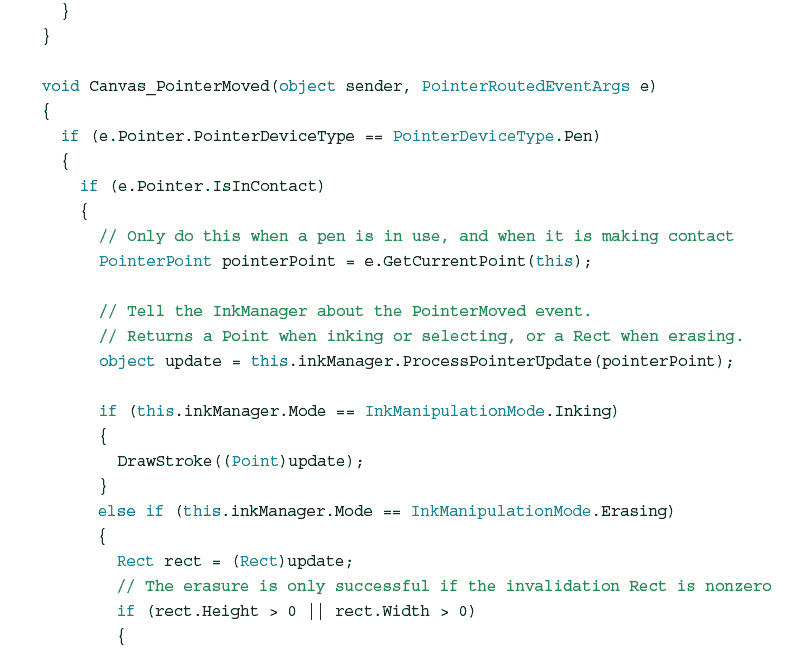 }
}
void Canvas_PointerMoved(object sender, PointerRoutedEventArgs e)
{
if (e.Pointer.PointerDeviceType == PointerDeviceType.Pen)
{
if (e.Pointer.IsInContact)
{
// Only do this when a pen is in use, and when it is making contact
PointerPoint pointerPoint = e.GetCurrentPoint(this);
// Tell the InkManager about the PointerMoved event.
// Returns a Point when inking or selecting, or a Rect when erasing.
object update = this.inkManager.ProcessPointerUpdate(pointerPoint);
if (this.inkManager.Mode == InkManipulationMode.Inking)
{
DrawStroke((Point)update);
}
else if (this.inkManager.Mode == InkManipulationMode.Erasing)
{
Rect rect = (Rect)update;
// The erasure is only successful if the invalidation Rect is nonzero
if (rect.Height > 0 || rect.Width > 0)
{